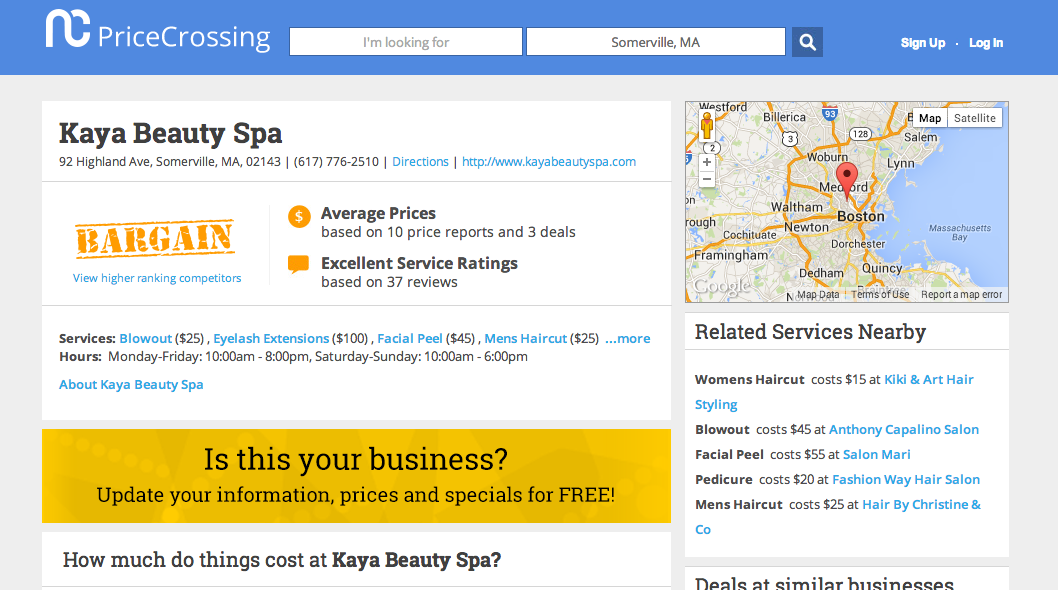 PriceCrossing
I'm looking for
Somerville, MA
Sign Up · Log In
Kaya Beauty Spa
92 Highland Ave, Somerville, MA, 02143 | (617) 776-2510 | Directions | http://www.kayabeautyspa.com
BARGAIN
View higher ranking competitors
$
Average Prices
based on 10 price reports and 3 deals
Excellent Service Ratings
based on 37 reviews
Services: Blowout ($25) , Eyelash Extensions ($100) , Facial Peel ($45) , Mens Haircut ($25) ...more
Hours: Monday-Friday: 10:00am - 8:00pm, Saturday-Sunday: 10:00am - 6:00pm
About Kaya Beauty Spa
Is this your business?
Update your information, prices and specials for FREE!
How much do things cost at Kaya Beauty Spa?
Westford
Billerica
93
Map
Satellite
3
128
Salem
2
+
Woburn
Lynn
−
Medford
Waltham
Boston
Newton
Cochituate
Dorchester
Massachusetts
Bay
Framingham
Dedham
Quincy
Google
Map Data
Terms of Use
Report a map error
Related Services Nearby
Womens Haircut costs $15 at Kiki & Art Hair
Styling
Blowout costs $45 at Anthony Capalino Salon
Facial Peel costs $55 at Salon Mari
Pedicure costs $20 at Fashion Way Hair Salon
Mens Haircut costs $25 at Hair By Christine &
Co
Deals at similar businesses